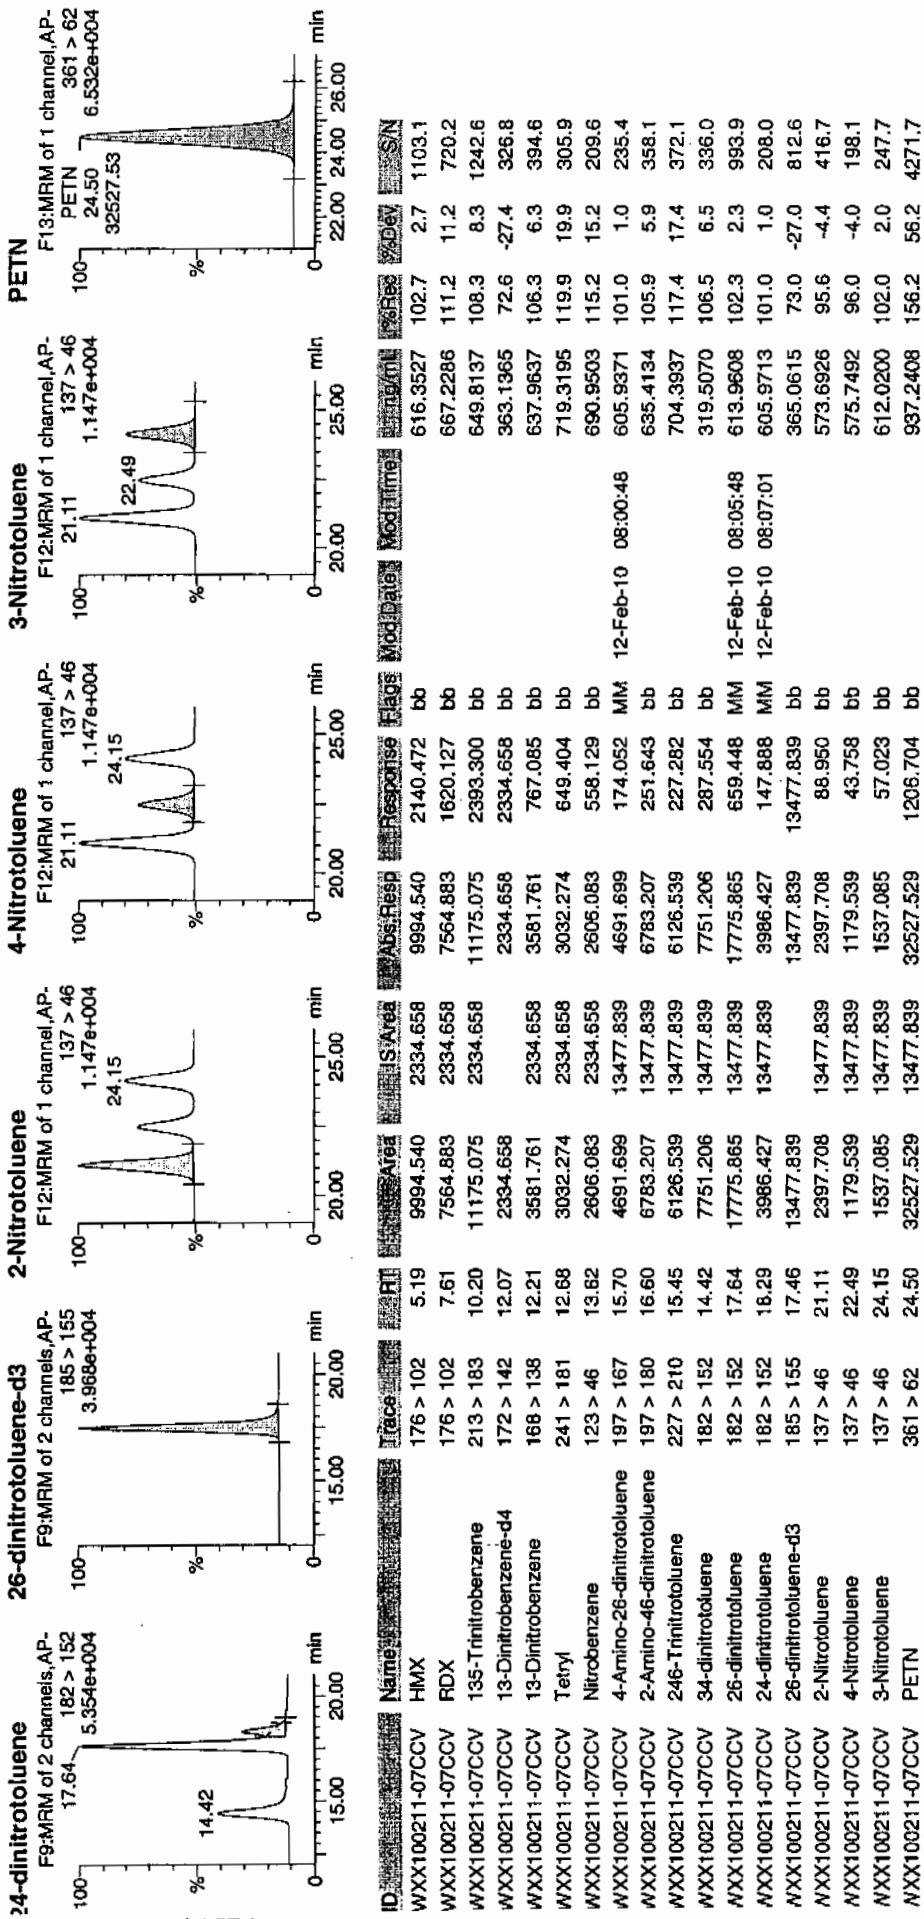 24-dinitrotoluene
F9:MRM of 2 channels,AP-
182 > 152
5.354e+004
17.64
14.42
100
%
0
15.00
20.00
min
26-dinitrotoluene-d3
F9:MRM of 2 channels,AP-
185 > 155
3.968e+004
100
%
0
15.00
20.00
min
2-Nitrotoluene
F12:MRM of 1 channel,AP-
137 > 46
1.147e+004
24.15
100
%
0
20.00
25.00
min
4-Nitrotoluene
F12:MRM of 1 channel,AP-
137 > 46
1.147e+004
21.11
24.15
100
%
0
20.00
25.00
min
3-Nitrotoluene
F12:MRM of 1 channel,AP-
137 > 46
1.147e+004
21.11
22.49
100
%
0
20.00
25.00
min
PETN
F13:MRM of 1 channel,AP-
361 > 62
6.532e+004
PETN
24.50
32527.53
100
%
0
22.00
24.00
26.00
min
ID Name Trace RT Area IS Area Abs.Resp Response Flags Mod.Date Mod.Time ng/mL %Rec %Dev S/N
WXX100211-07CCV HMX 176 > 102 5.19 9994.540 2334.658 9994.540 2140.472 bb 616.3527 102.7 2.7 1103.1
WXX100211-07CCV RDX 176 > 102 7.61 7564.883 2334.658 7564.883 1620.127 bb 667.2286 111.2 11.2 720.2
WXX100211-07CCV 135-Trinitrobenzene 213 > 183 10.20 11175.075 2334.658 11175.075 2393.300 bb 649.8137 108.3 8.3 1242.6
WXX100211-07CCV 13-Dinitrobenzene-d4 172 > 142 12.07 2334.658 2334.658 2334.658 bb 363.1365 72.6 -27.4 326.8
WXX100211-07CCV 13-Dinitrobenzene 168 > 138 12.21 3581.761 2334.658 3581.761 767.085 bb 637.9637 106.3 6.3 394.6
WXX100211-07CCV Tetryl 241 > 181 12.68 3032.274 2334.658 3032.274 649.404 bb 719.3195 119.9 19.9 305.9
WXX100211-07CCV Nitrobenzene 123 > 46 13.62 2606.083 2334.658 2606.083 558.129 bb 690.9503 115.2 15.2 209.6
WXX100211-07CCV 4-Amino-26-dinitrotoluene 197 > 167 15.70 4691.699 13477.839 4691.699 174.052 MM 12-Feb-10 08:00:48 605.9371 101.0 1.0 235.4
WXX100211-07CCV 2-Amino-46-dinitrotoluene 197 > 180 16.60 6783.207 13477.839 6783.207 251.643 bb 635.4134 105.9 5.9 358.1
WXX100211-07CCV 246-Trinitrotoluene 227 > 210 15.45 6126.539 13477.839 6126.539 227.282 bb 704.3937 117.4 17.4 372.1
WXX100211-07CCV 34-dinitrotoluene 182 > 152 14.42 7751.206 13477.839 7751.206 287.554 bb 319.5070 106.5 6.5 336.0
WXX100211-07CCV 26-dinitrotoluene 182 > 152 17.64 17775.865 13477.839 17775.865 659.448 MM 12-Feb-10 08:05:48 613.9608 102.3 2.3 993.9
WXX100211-07CCV 24-dinitrotoluene 182 > 152 18.29 3986.427 13477.839 3986.427 147.888 MM 12-Feb-10 08:07:01 605.9713 101.0 1.0 208.0
WXX100211-07CCV 26-dinitrotoluene-d3 185 > 155 17.46 13477.839 13477.839 13477.839 bb 365.0615 73.0 -27.0 812.6
WXX100211-07CCV 2-Nitrotoluene 137 > 46 21.11 2397.708 13477.839 2397.708 88.950 bb 573.6926 95.6 -4.4 416.7
WXX100211-07CCV 4-Nitrotoluene 137 > 46 22.49 1179.539 13477.839 1179.539 43.758 bb 575.7492 96.0 -4.0 198.1
WXX100211-07CCV 3-Nitrotoluene 137 > 46 24.15 1537.085 13477.839 1537.085 57.023 bb 612.0200 102.0 2.0 247.7
WXX100211-07CCV PETN 361 > 62 24.50 32527.529 13477.839 32527.529 1206.704 bb 937.2408 156.2 56.2 4271.7